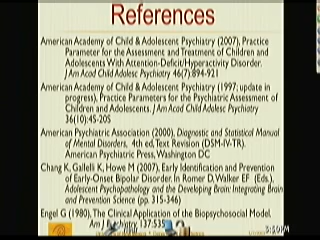 References
American Academy of Child & Adolescent Psychiatry (2007), Practice
Parameter for the Assessment and Treatment of Children and
Adolescents With Attention-Deficit/Hyperactivity Disorder.
J Am Acad Child Adolesc Psychiatry 46(7):894-921
American Academy of Child & Adolescent Psychiatry (1997; update in
progress), Practice Parameters for the Psychiatric Assessment of
Children and Adolescents. J Am Acad Child Adolesc Psychiatry
36(10):4S-20S
American Psychiatric Association (2000), Diagnostic and Statistical Manual
of Mental Disorders, 4th ed, Text Revision (DSM-IV-TR).
American Psychiatric Press, Washington DC
Chang K, Gallelli K, Howe M (2007), Early Identification and Prevention
of Early-Onset Bipolar Disorder. In Romer D, Walker EF (Eds.),
Adolescent Psychopathology and the Developing Brain: Integrating Brain
and Prevention Science (pp. 315-346)
Engel G (1980), The Clinical Application of the Biopsychosocial Model.
Am J Psychiatry 137:535